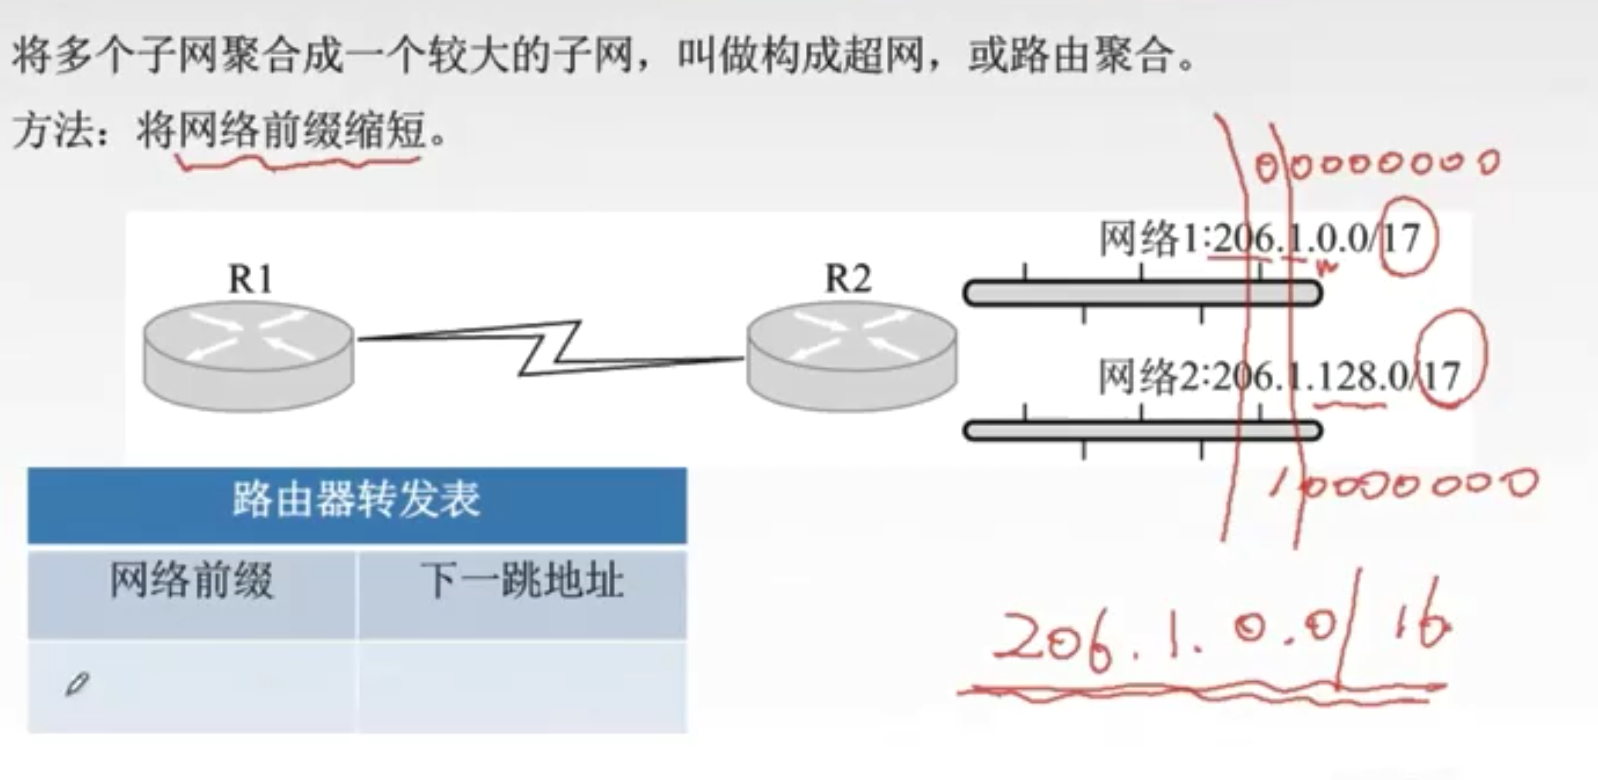 将多个子网聚合成一个较大的子网，叫做构成超网，或路由聚合。
方法：将网络前缀缩短。
00000000
网络1:206.1.0.0/17
R1
R2
网络2:206.1.128.0/17
10000000
路由器转发表
网络前缀 下一跳地址
206.1.0.0/16